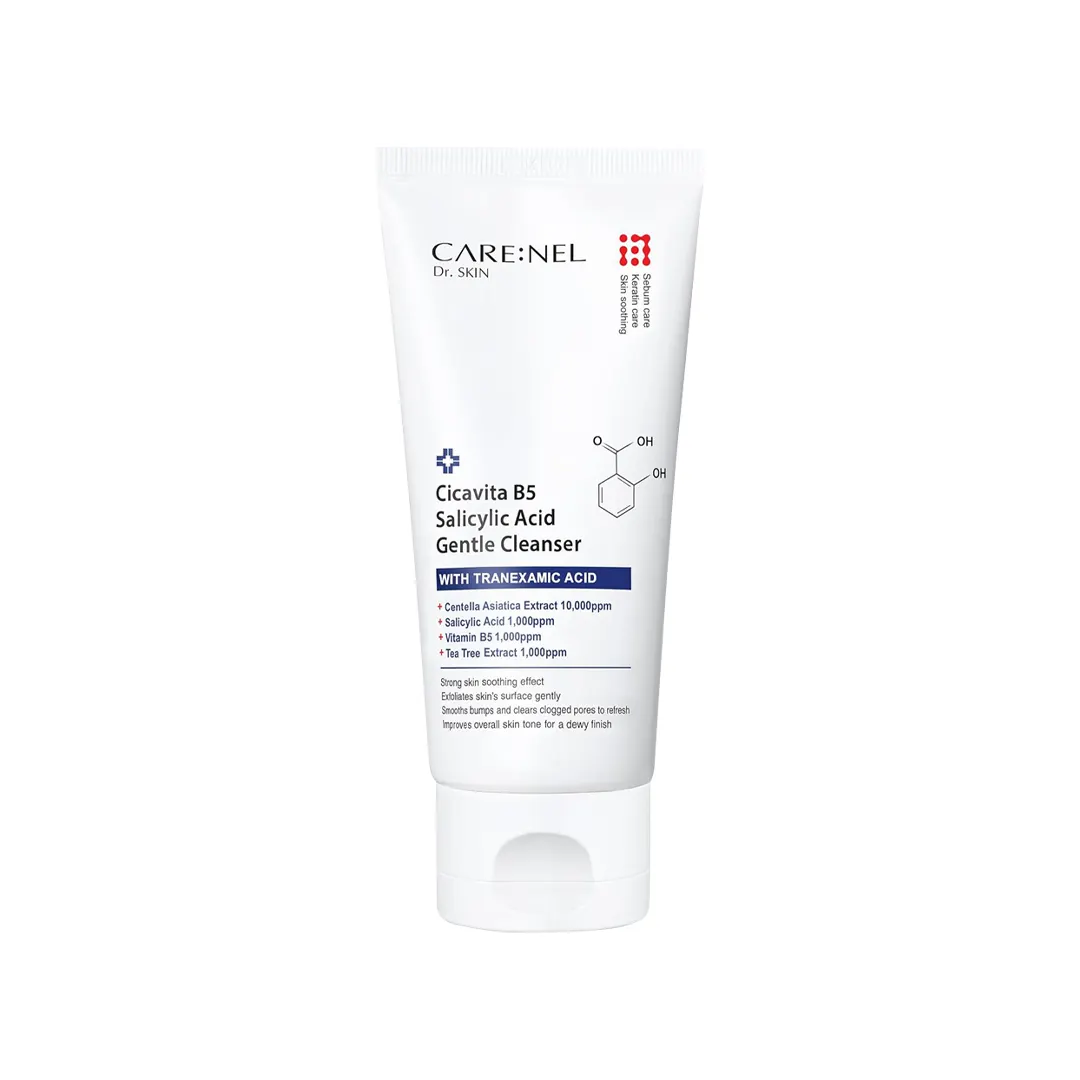 CARE:NEL
Dr. SKIN
Sebum care
Keratin care
Skin soothing
O OH
OH
Cicavita B5
Salicylic Acid
Gentle Cleanser
WITH TRANEXAMIC ACID
+ Centella Asiatica Extract 10,000ppm
+ Salicylic Acid 1,000ppm
+ Vitamin B5 1,000ppm
+ Tea Tree Extract 1,000ppm
Strong skin soothing effect
Exfoliates skin's surface gently
Smooths bumps and clears clogged pores to refresh
Improves overall skin tone for a dewy finish